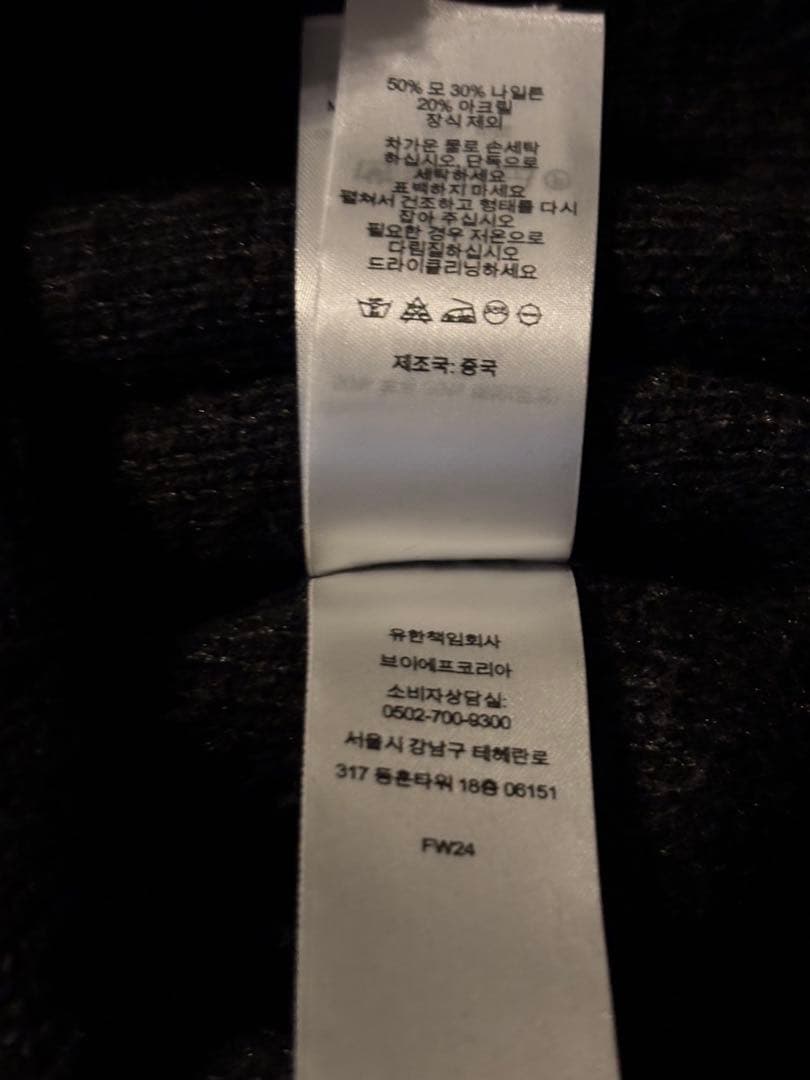 50% 모 30% 나일론
20% 아크릴
장식 제외
차가운 물로 손세탁
하십시오, 단독으로
세탁하세요
표백하지 마세요
펼쳐서 건조하고 형태를 다시
잡아 주십시오
필요한 경우 저온으로
다림질하십시오
드라이클리닝하세요
제조국: 중국
유한책임회사
브이에프코리아
소비자상담실:
0502-700-9300
서울시 강남구 테헤란로
317 동훈타워 18층 06151
FW24